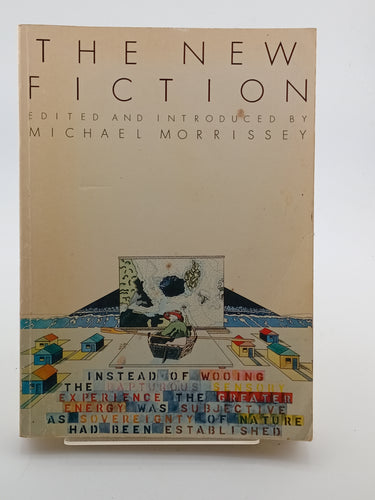 THE NEW
FICTION
EDITED AND INTRODUCED BY
MICHAEL MORRISSEY
INSTEAD OF WODING
THE RAPTUROUS SENSORY
EXPERIENCE THE GREATER
ENERGY WAS SUBJECTIVE
AS SOVEREIGNTY OF NATURE
HAD BEEN ESTABLISHED